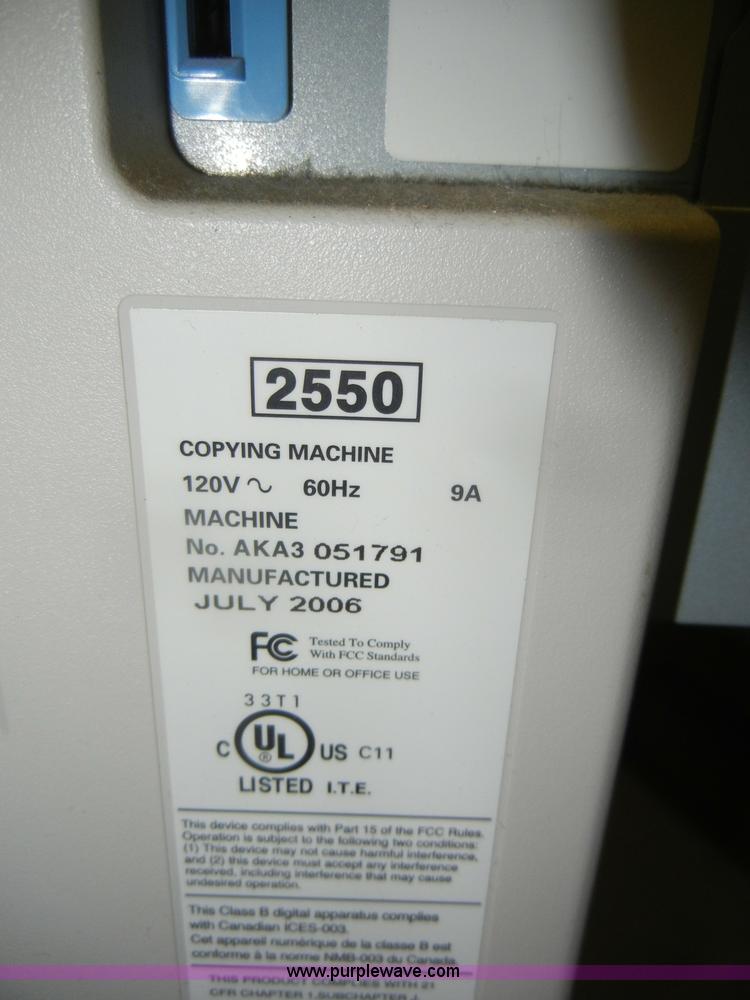 2550
COPYING MACHINE
120V ~ 60Hz 9A
MACHINE
No. AKA3 051791
MANUFACTURED
JULY 2006
FC Tested To Comply
With FCC Standards
FOR HOME OR OFFICE USE
33T1
C UL ® US C11
LISTED I.T.E.
This device complies with Part 15 of the FCC Rules.
Operation is subject to the following two conditions:
(1) This device may not cause harmful interference,
and (2) this device must accept any interference
received, including interference that may cause
undesired operation.
This Class B digital apparatus complies
with Canadian ICES-003.
Cet appareil numérique de la classe B est
conforme à la norme NMB-003 du Canada.
www.purplewave.com
THIS PRODUCT COMPLIES WITH 21
CFR CHAPTER 1, SUBCHAPTER J.